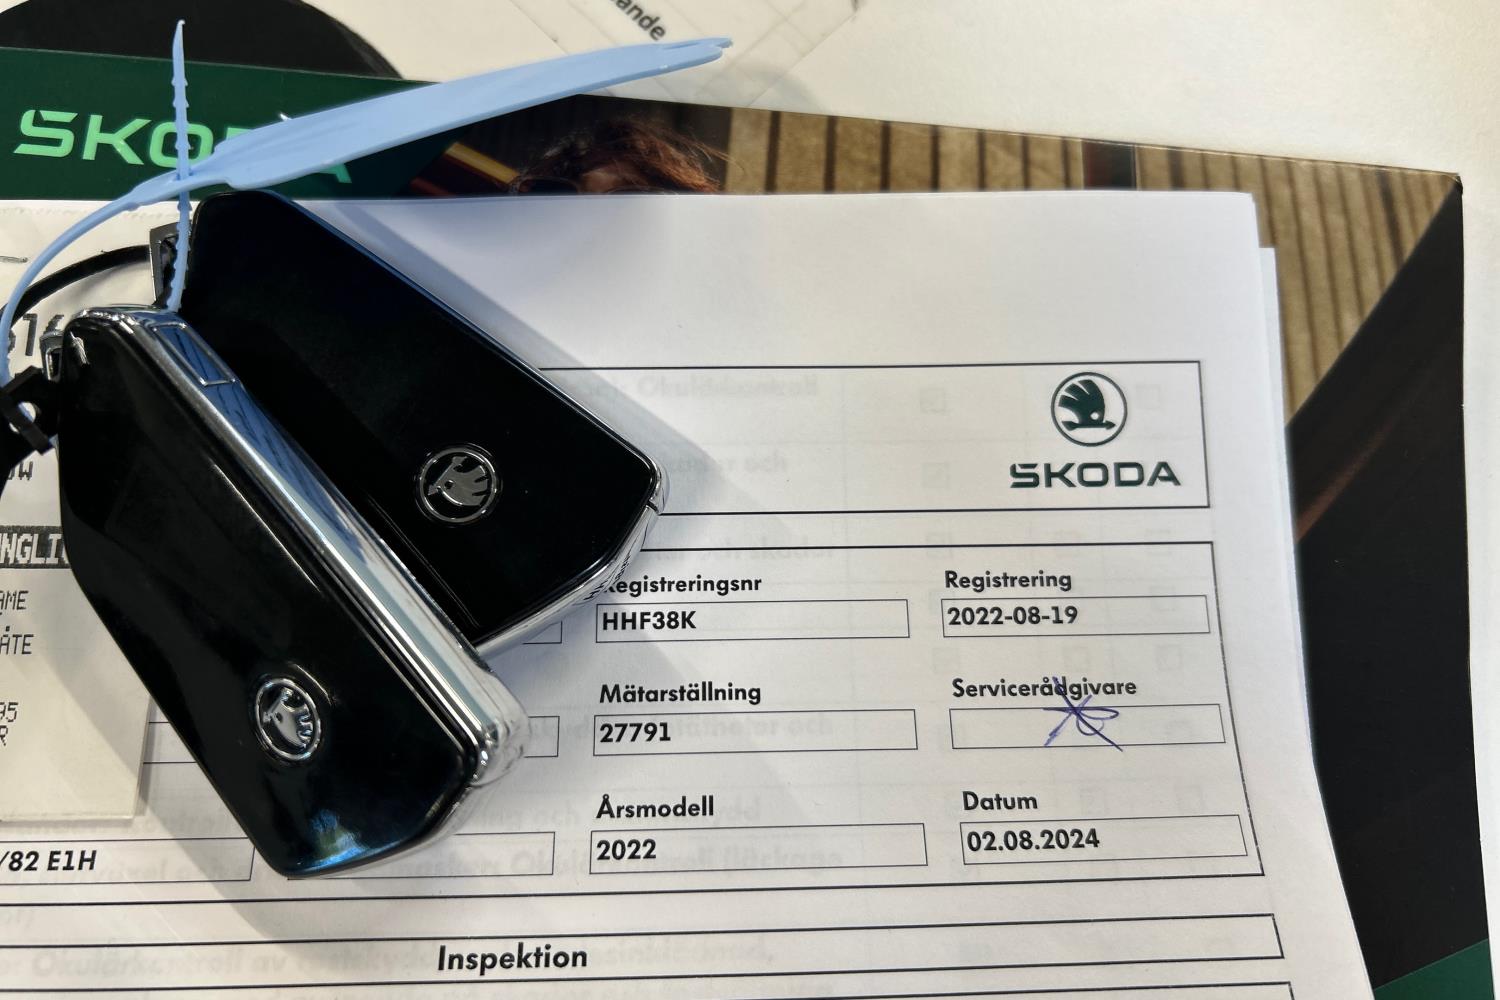 ande
SKODA
SKODA
Registreringsnr
HHF38K
Registrering
2022-08-19
Mätarställning
27791
Servicerådgivare
Årsmodell
2022
Datum
02.08.2024
/82 E1H
Inspektion